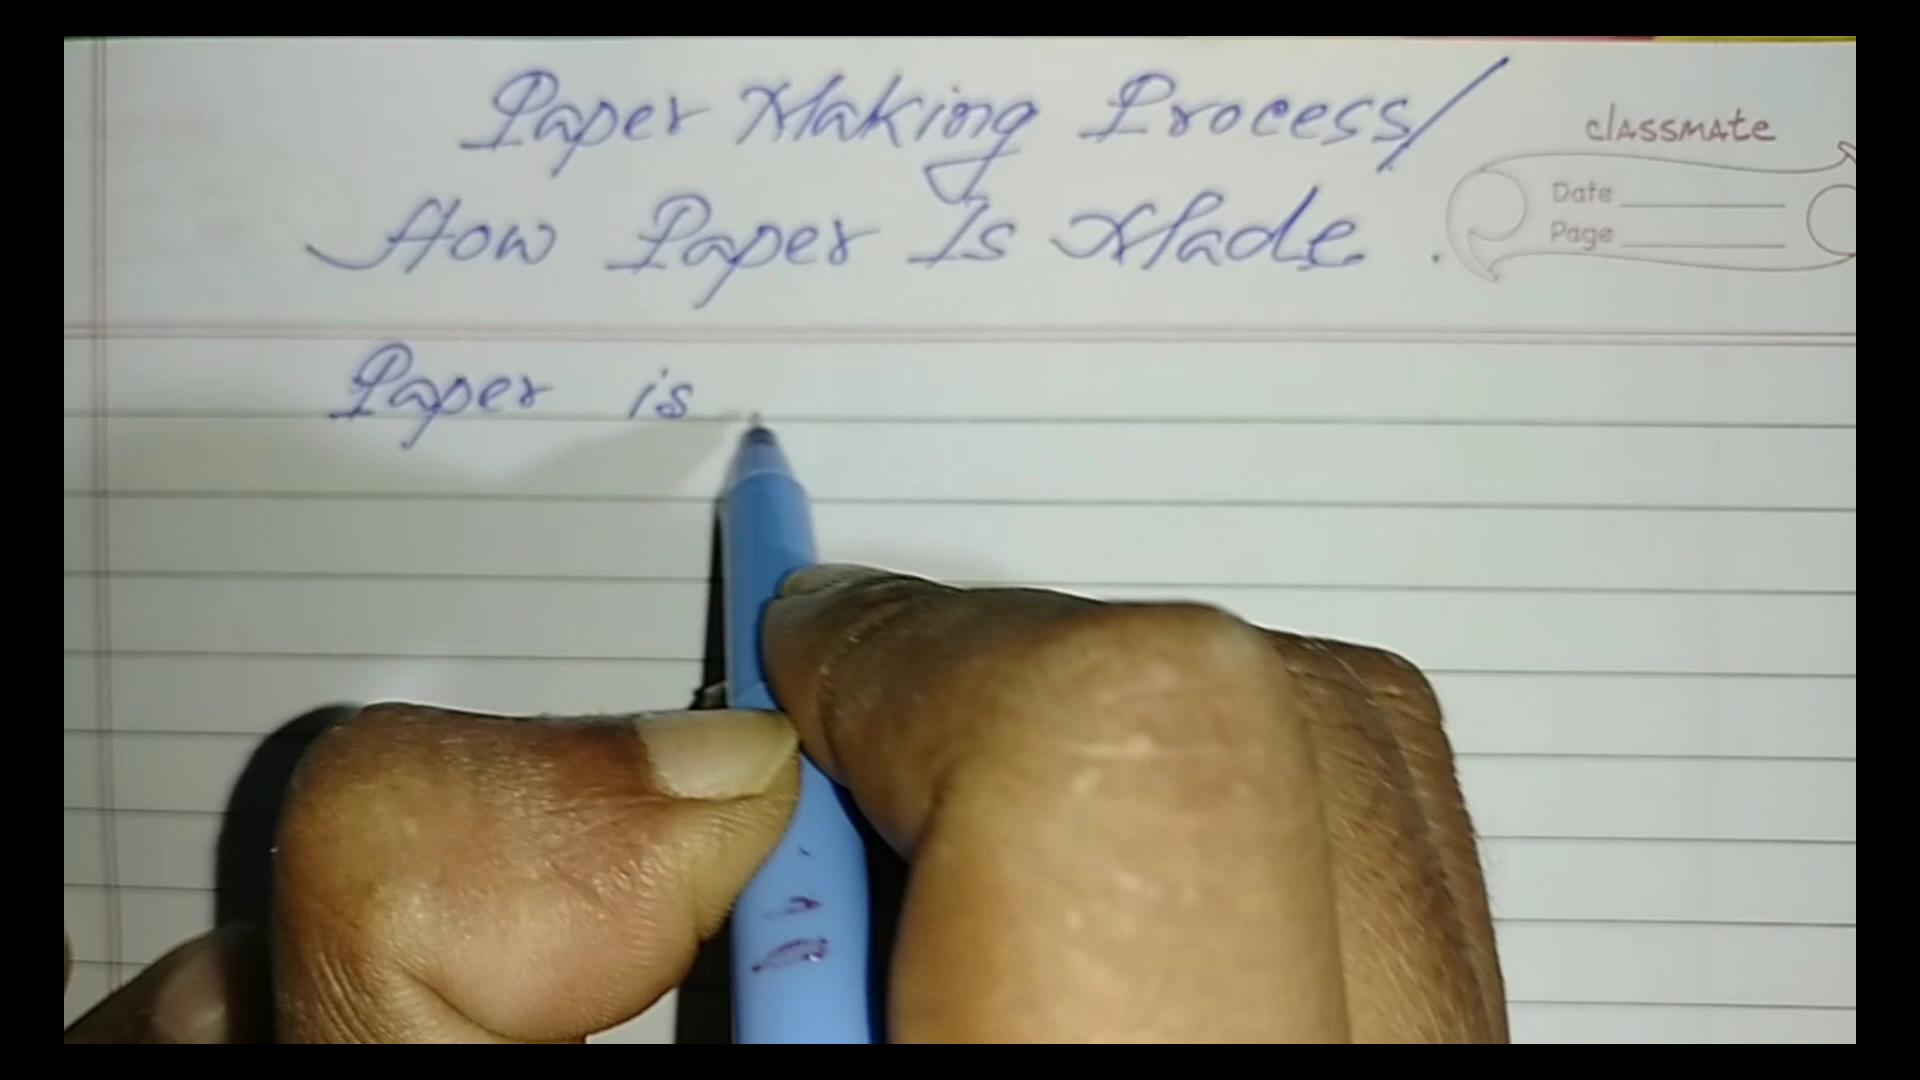 Paper Making Process/
classmate
Date
How Paper Is Made.
Page
Paper is